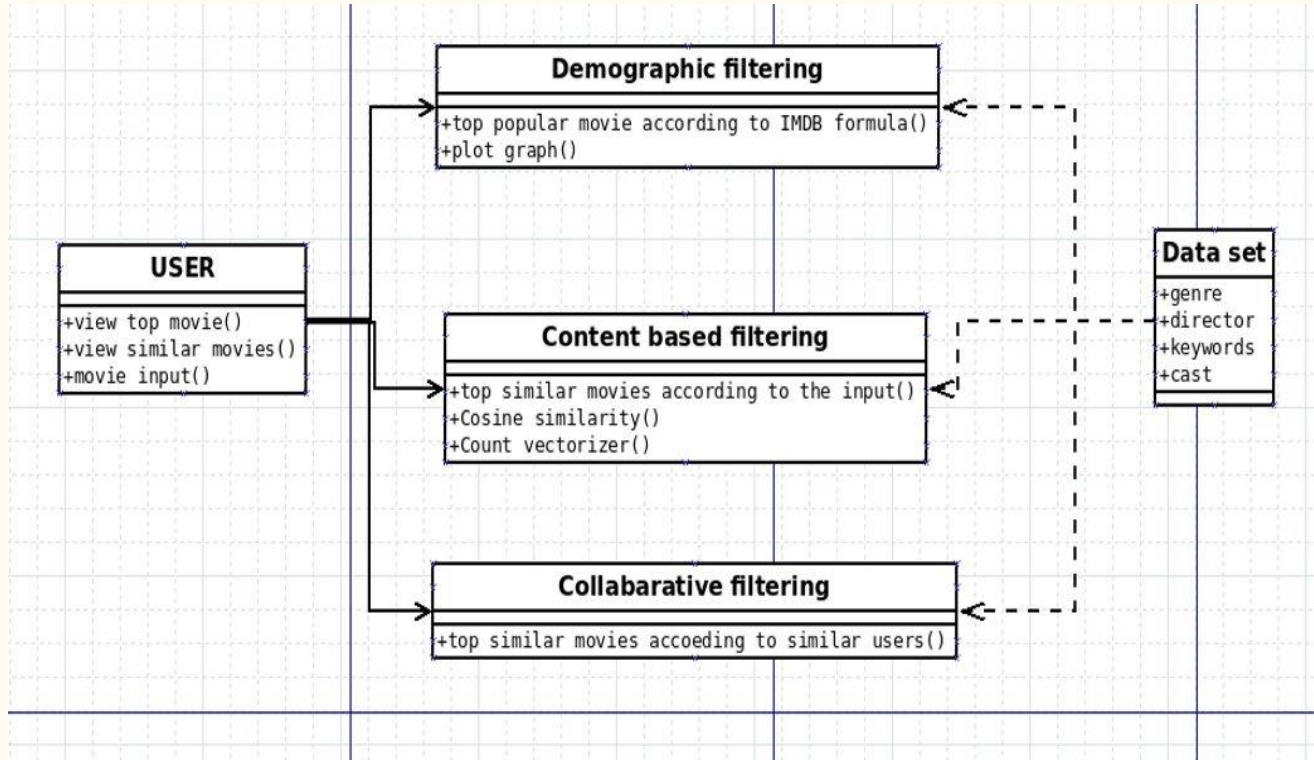 Demographic filtering
+top popular movie according to IMDB formula()
+plot graph()
USER
+view top movie()
+view similar movies()
+movie input()
Content based filtering
+top similar movies according to the input()
+Cosine similarity()
+Count vectorizer()
Data set
+genre
+director
+keywords
+cast
Collabarative filtering
+top similar movies accoeding to similar users()